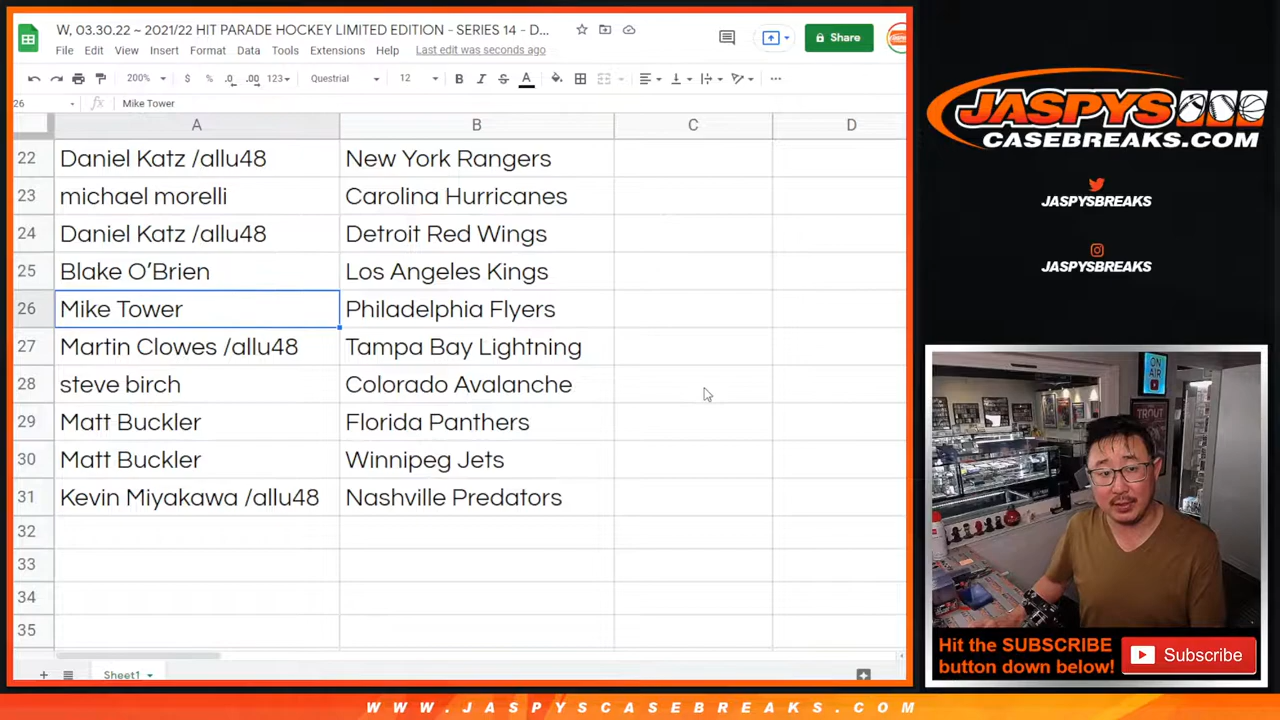 W, 03.30.22 ~ 2021/22 HIT PARADE HOCKEY LIMITED EDITION - SERIES 14 - D...
File Edit View Insert Format Data Tools Extensions Help Last edit was seconds ago
Share
200% $ % .0 .00 123 Questrial 12 B I S A
26 fx Mike Tower
A B C D
22 Daniel Katz /allu48 New York Rangers
23 michael morelli Carolina Hurricanes
24 Daniel Katz /allu48 Detroit Red Wings
25 Blake O’Brien Los Angeles Kings
26 Mike Tower Philadelphia Flyers
27 Martin Clowes /allu48 Tampa Bay Lightning
28 steve birch Colorado Avalanche
29 Matt Buckler Florida Panthers
30 Matt Buckler Winnipeg Jets
31 Kevin Miyakawa /allu48 Nashville Predators
32
33
34
35
Sheet1
JASPYS
CASEBREAKS.COM
JASPYSBREAKS
JASPYSBREAKS
ON
AIR
TROUT
Hit the SUBSCRIBE
button down below!
Subscribe
WWW.JASPYSCASEBREAKS.COM